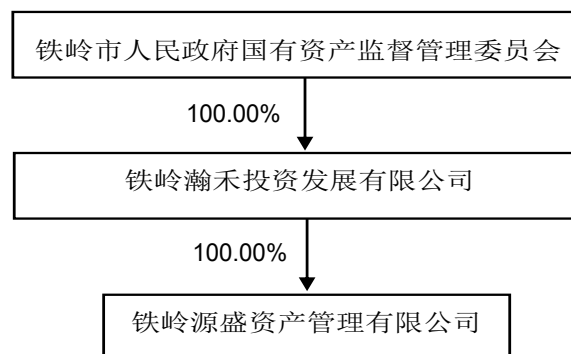 铁岭市人民政府国有资产监督管理委员会
100.00%
铁岭瀚禾投资发展有限公司
100.00%
铁岭源盛资产管理有限公司